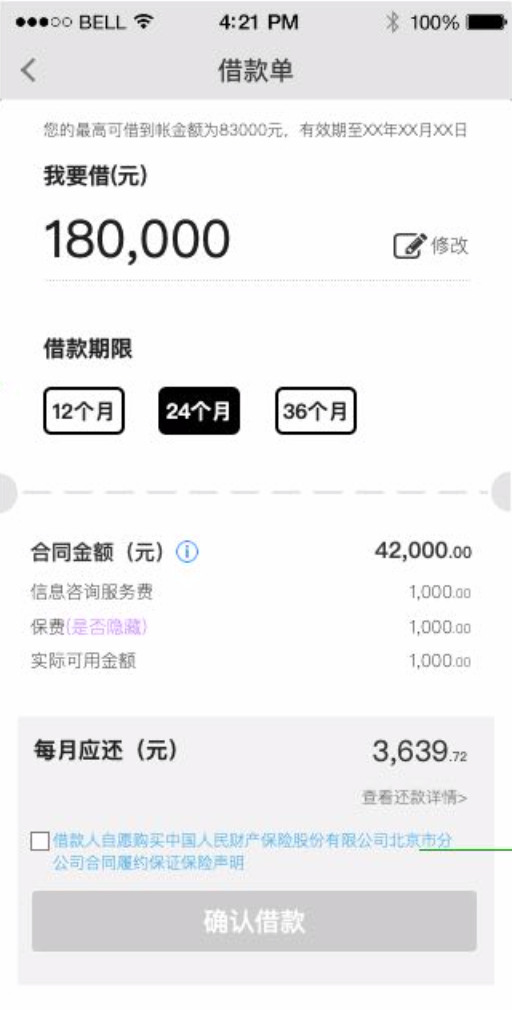 BELL 4:21 PM 100%
借款单
您的最高可借到帐金额为83000元，有效期至XX年XX月XX日
我要借(元)
180,000 修改
借款期限
12个月 24个月 36个月
合同金额（元） 42,000.00
信息咨询服务费 1,000.00
保费(是否隐藏) 1,000.00
实际可用金额 1,000.00
每月应还（元） 3,639.72
查看还款详情>
借款人自愿购买中国人民财产保险股份有限公司北京市分
公司合同履约保证保险声明
确认借款